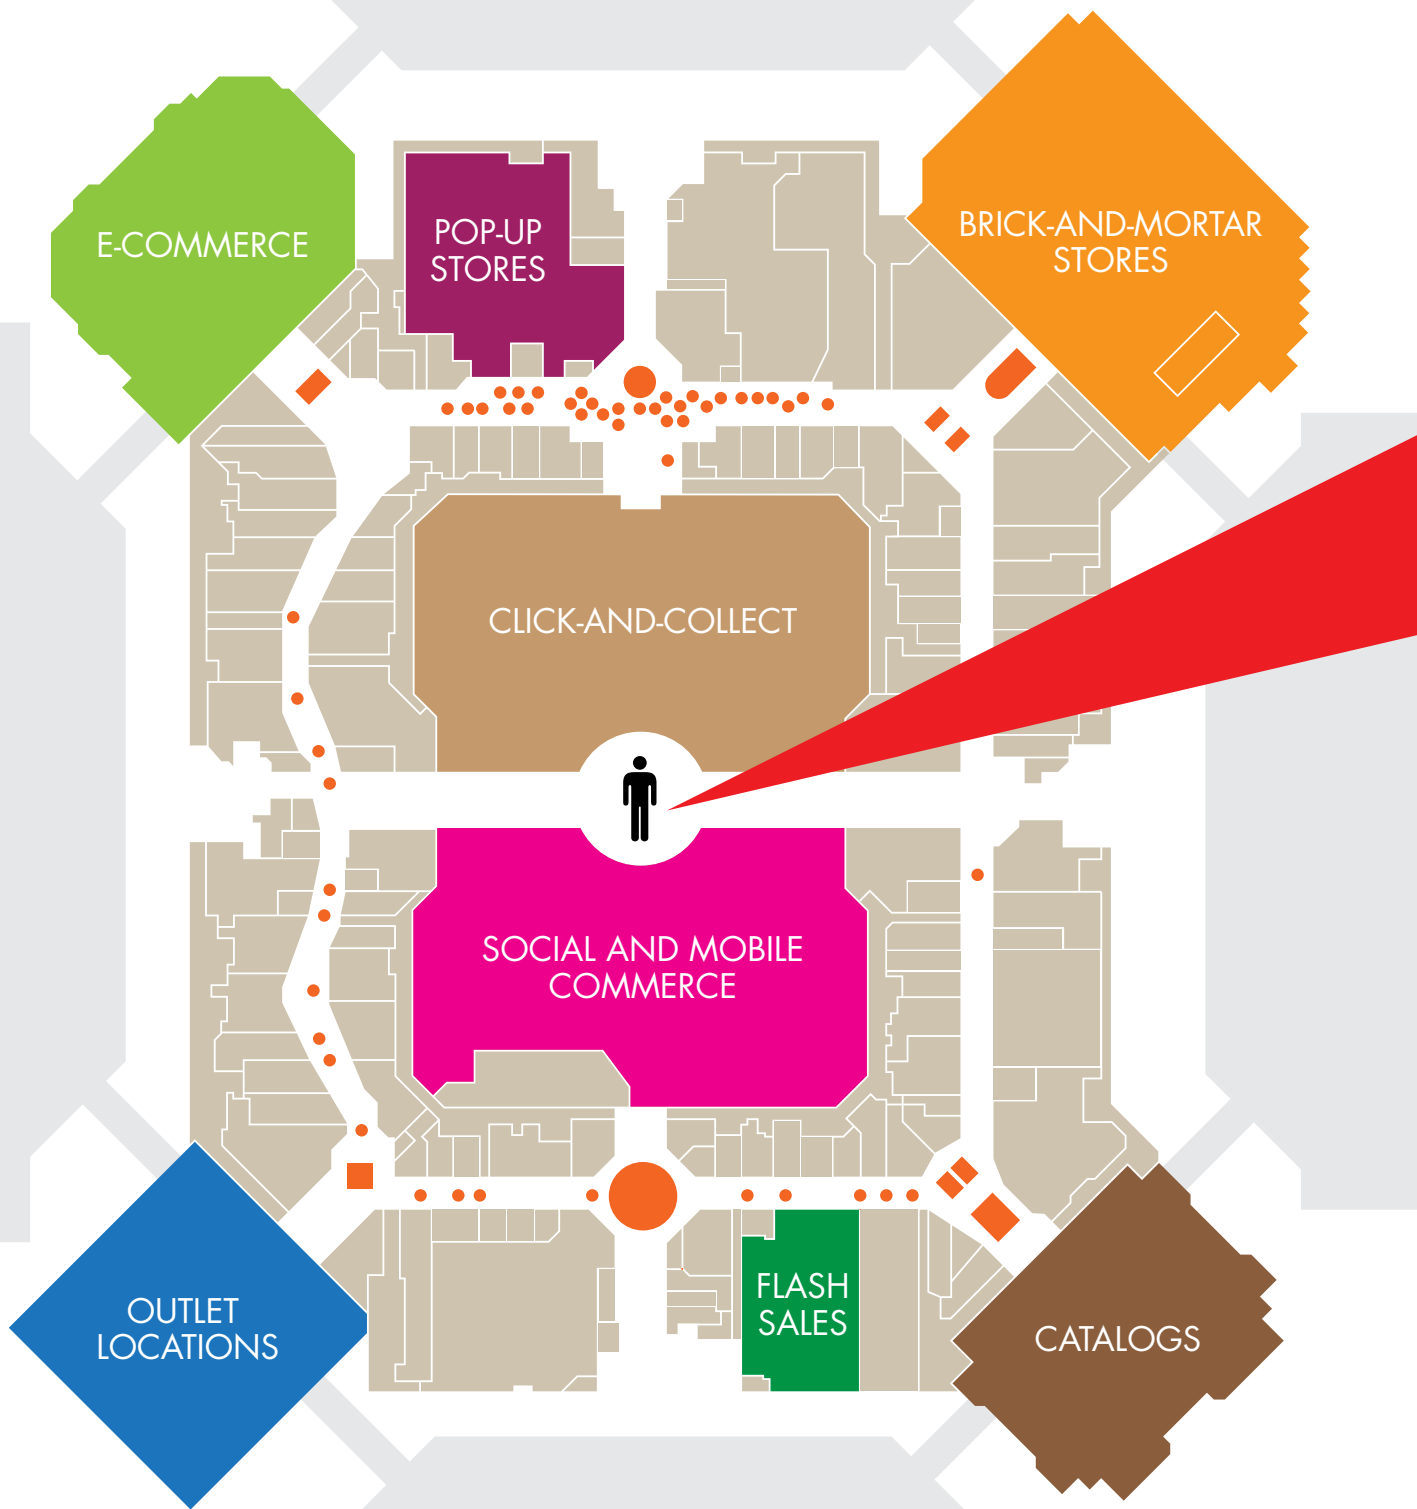 POP-UP
STORES
E-COMMERCE
BRICK-AND-MORTAR
STORES
CLICK-AND-COLLECT
SOCIAL AND MOBILE
COMMERCE
FLASH
SALES
OUTLET
LOCATIONS
CATALOGS